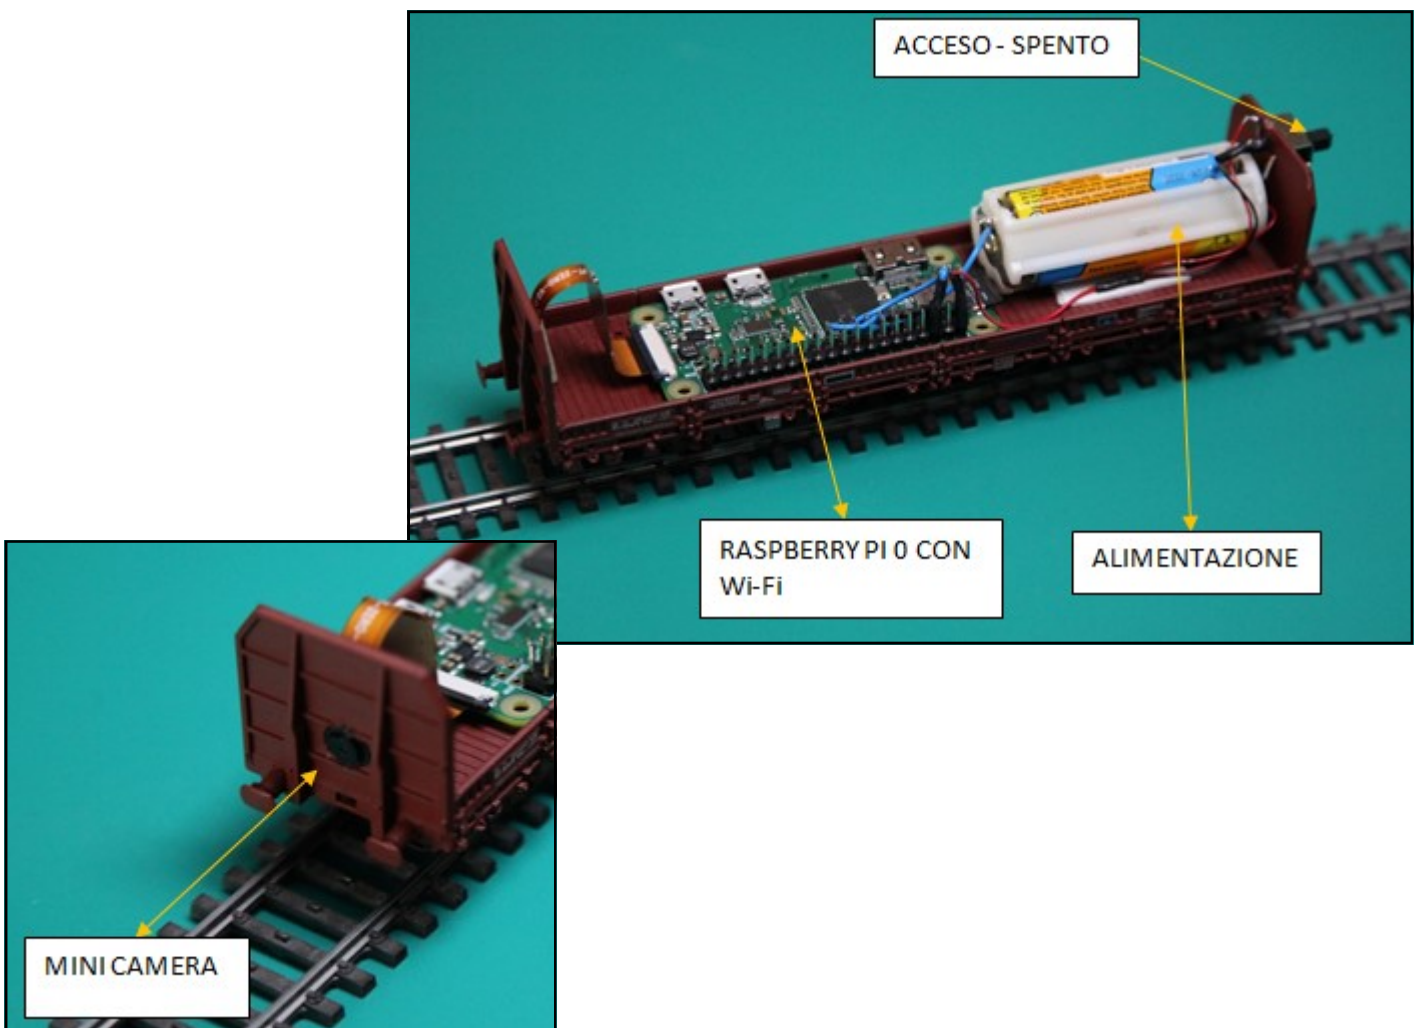 ACCESO - SPENTO
RASPBERRY PI 0 CON
Wi-Fi
ALIMENTAZIONE
MINI CAMERA